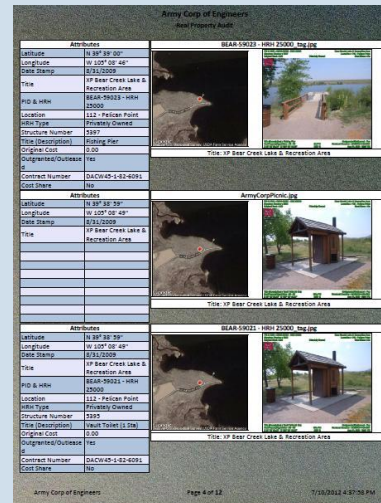 Army Corp of Engineers
Real Property Audit
Attributes
BEAR-59023 - HRH 25000_tag.jpg
Latitude N 39° 39' 00"
Longitude W 105° 08' 46"
Date Stamp 8/31/2009
Title XP Bear Creek Lake &
Recreation Area
PID & HRH BEAR-59023 - HRH
25000
Location 112 - Pelican Point
HRH Type Privately Owned
Structure Number 5397
Title (Description) Fishing Pier
Original Cost 0.00
Outgranted/Outlease
d Yes
Contract Number DACW45-1-82-6091
Cost Share No
Title: XP Bear Creek Lake & Recreation Area
Attributes
ArmyCorpPicnic.jpg
Latitude N 39° 38' 59"
Longitude W 105° 08' 49"
Date Stamp 8/31/2009
Title XP Bear Creek Lake &
Recreation Area
Title: XP Bear Creek Lake & Recreation Area
Attributes
BEAR-59021 - HRH 25000_tag.jpg
Latitude N 39° 38' 59"
Longitude W 105° 08' 49"
Date Stamp 8/31/2009
Title XP Bear Creek Lake &
Recreation Area
PID & HRH BEAR-59021 - HRH
25000
Location 112 - Pelican Point
HRH Type Privately Owned
Structure Number 5395
Title (Description) Vault Toilet (1 Sta)
Original Cost 0.00
Outgranted/Outlease
d Yes
Contract Number DACW45-1-82-6091
Cost Share No
Title: XP Bear Creek Lake & Recreation Area
Army Corp of Engineers Page 4 of 12 7/10/2012 4:37:58 PM